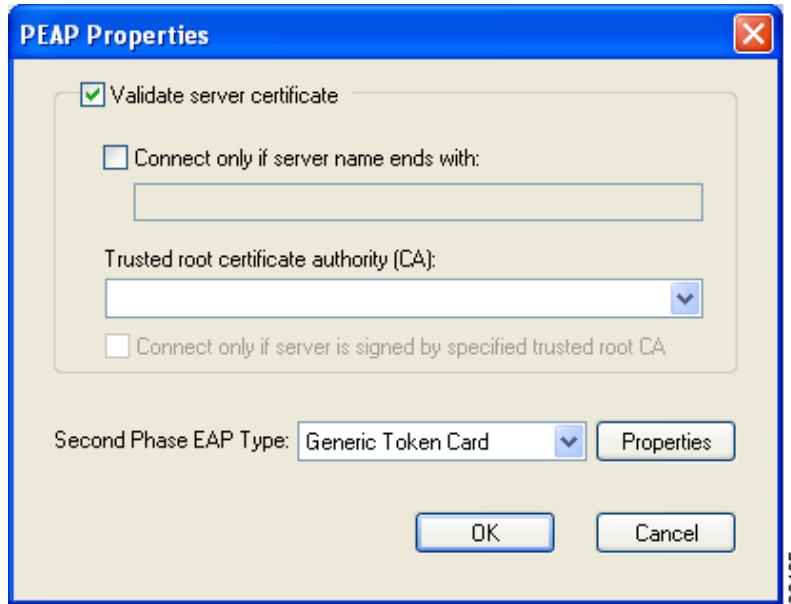 PEAP Properties
Validate server certificate
Connect only if server name ends with:
Trusted root certificate authority (CA):
Connect only if server is signed by specified trusted root CA
Second Phase EAP Type: Generic Token Card Properties
OK Cancel